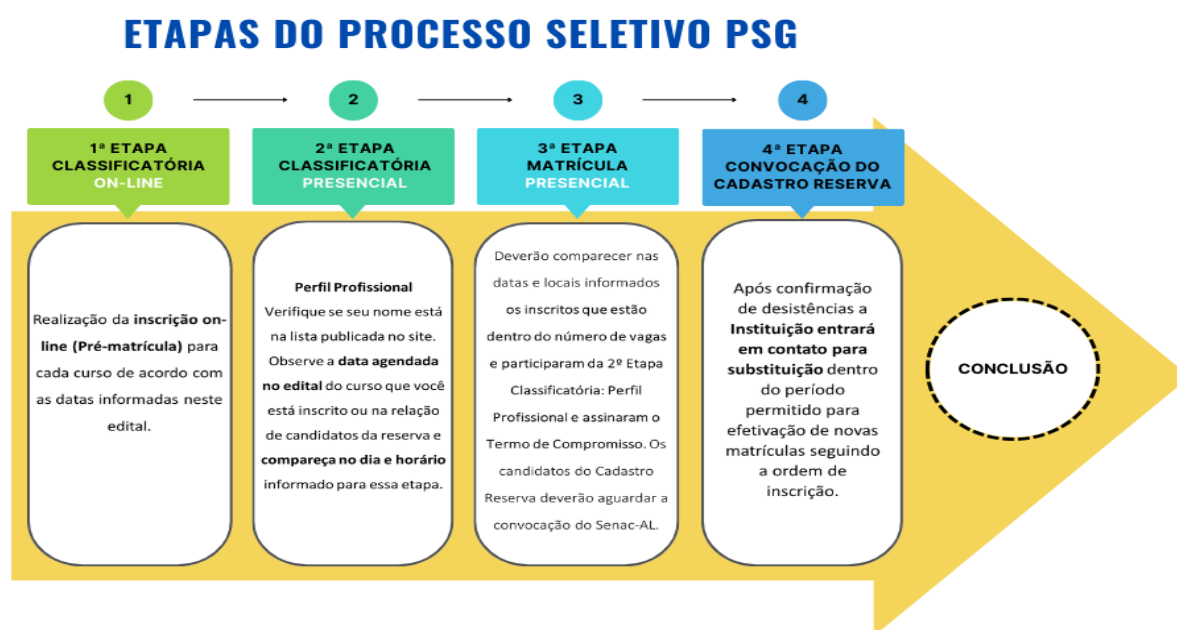 ETAPAS DO PROCESSO SELETIVO PSG
1
2
3
4
1ª ETAPA
CLASSIFICATÓRIA
ON-LINE
2ª ETAPA
CLASSIFICATÓRIA
PRESENCIAL
3ª ETAPA
MATRÍCULA
PRESENCIAL
4ª ETAPA
CONVOCAÇÃO DO
CADASTRO RESERVA
Realização da inscrição on-
line (Pré-matrícula) para
cada curso de acordo com
as datas informadas neste
edital.
Perfil Profissional
Verifique se seu nome está
na lista publicada no site.
Observe a data agendada
no edital do curso que você
está inscrito ou na relação
de candidatos da reserva e
compareça no dia e horário
informado para essa etapa.
Deverão comparecer nas
datas e locais informados
os inscritos que estão
dentro do número de vagas
e participaram da 2º Etapa
Classificatória: Perfil
Profissional e assinaram o
Termo de Compromisso. Os
candidatos do Cadastro
Reserva deverão aguardar a
convocação do Senac-AL.
Após confirmação
de desistências a
Instituição entrará
em contato para
substituição dentro
do período
permitido para
efetivação de novas
matrículas seguindo
a ordem de
inscrição.
CONCLUSÃO